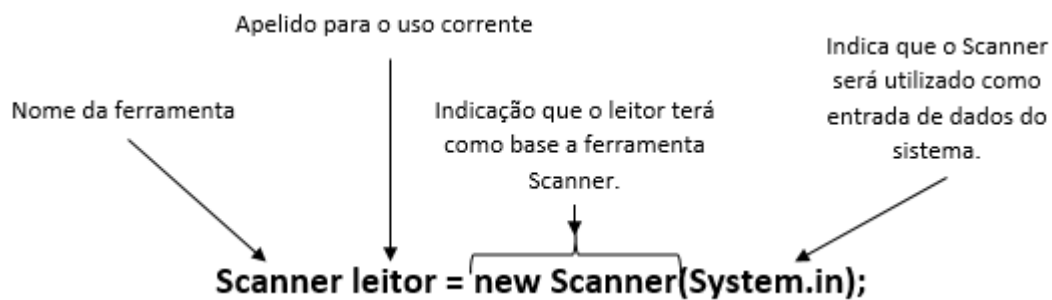 Apelido para o uso corrente
Indica que o Scanner
será utilizado como
entrada de dados do
sistema.
Nome da ferramenta
Indicação que o leitor terá
como base a ferramenta
Scanner.
Scanner leitor = new Scanner(System.in);